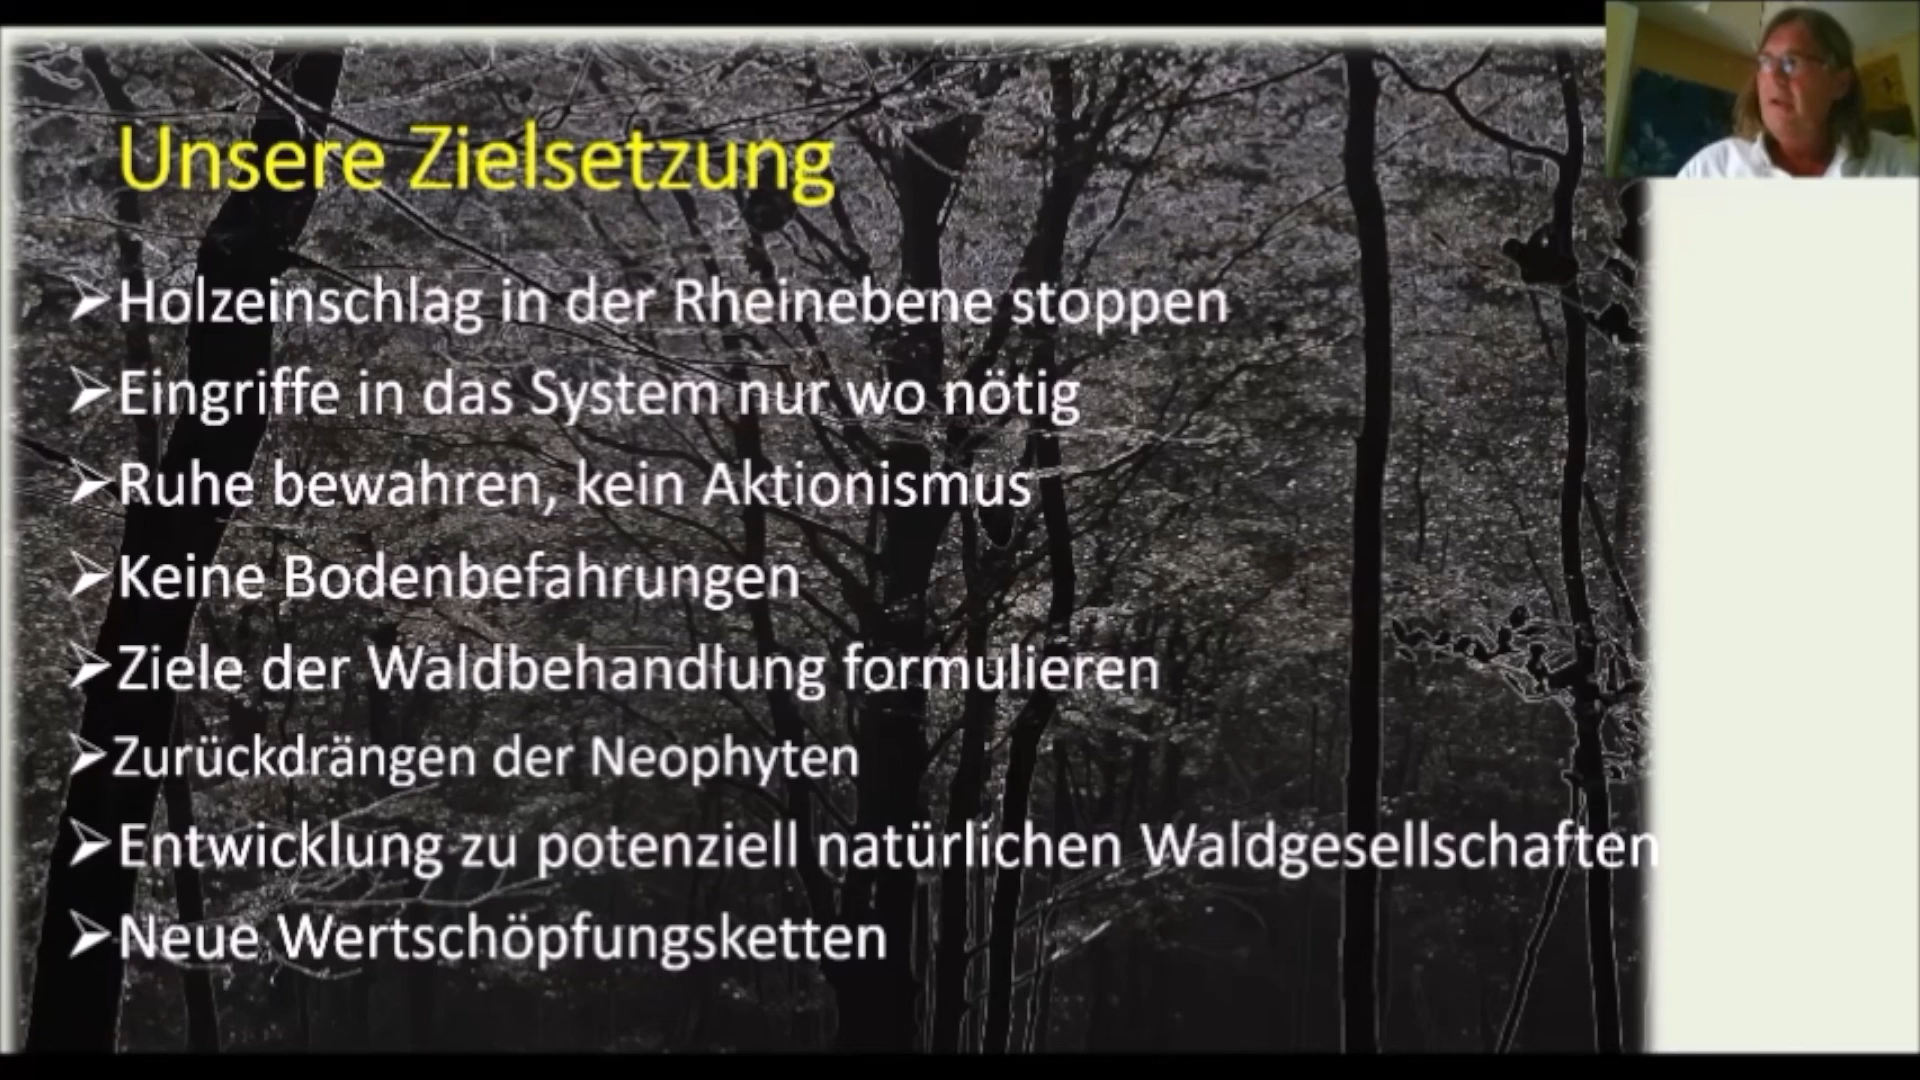 Unsere Zielsetzung
Holzeinschlag in der Rheinebene stoppen
Eingriffe in das System nur wo nötig
Ruhe bewahren, kein Aktionismus
Keine Bodenbefahrungen
Ziele der Waldbehandlung formulieren
Zurückdrängen der Neophyten
Entwicklung zu potenziell natürlichen Waldgesellschaften
Neue Wertschöpfungsketten